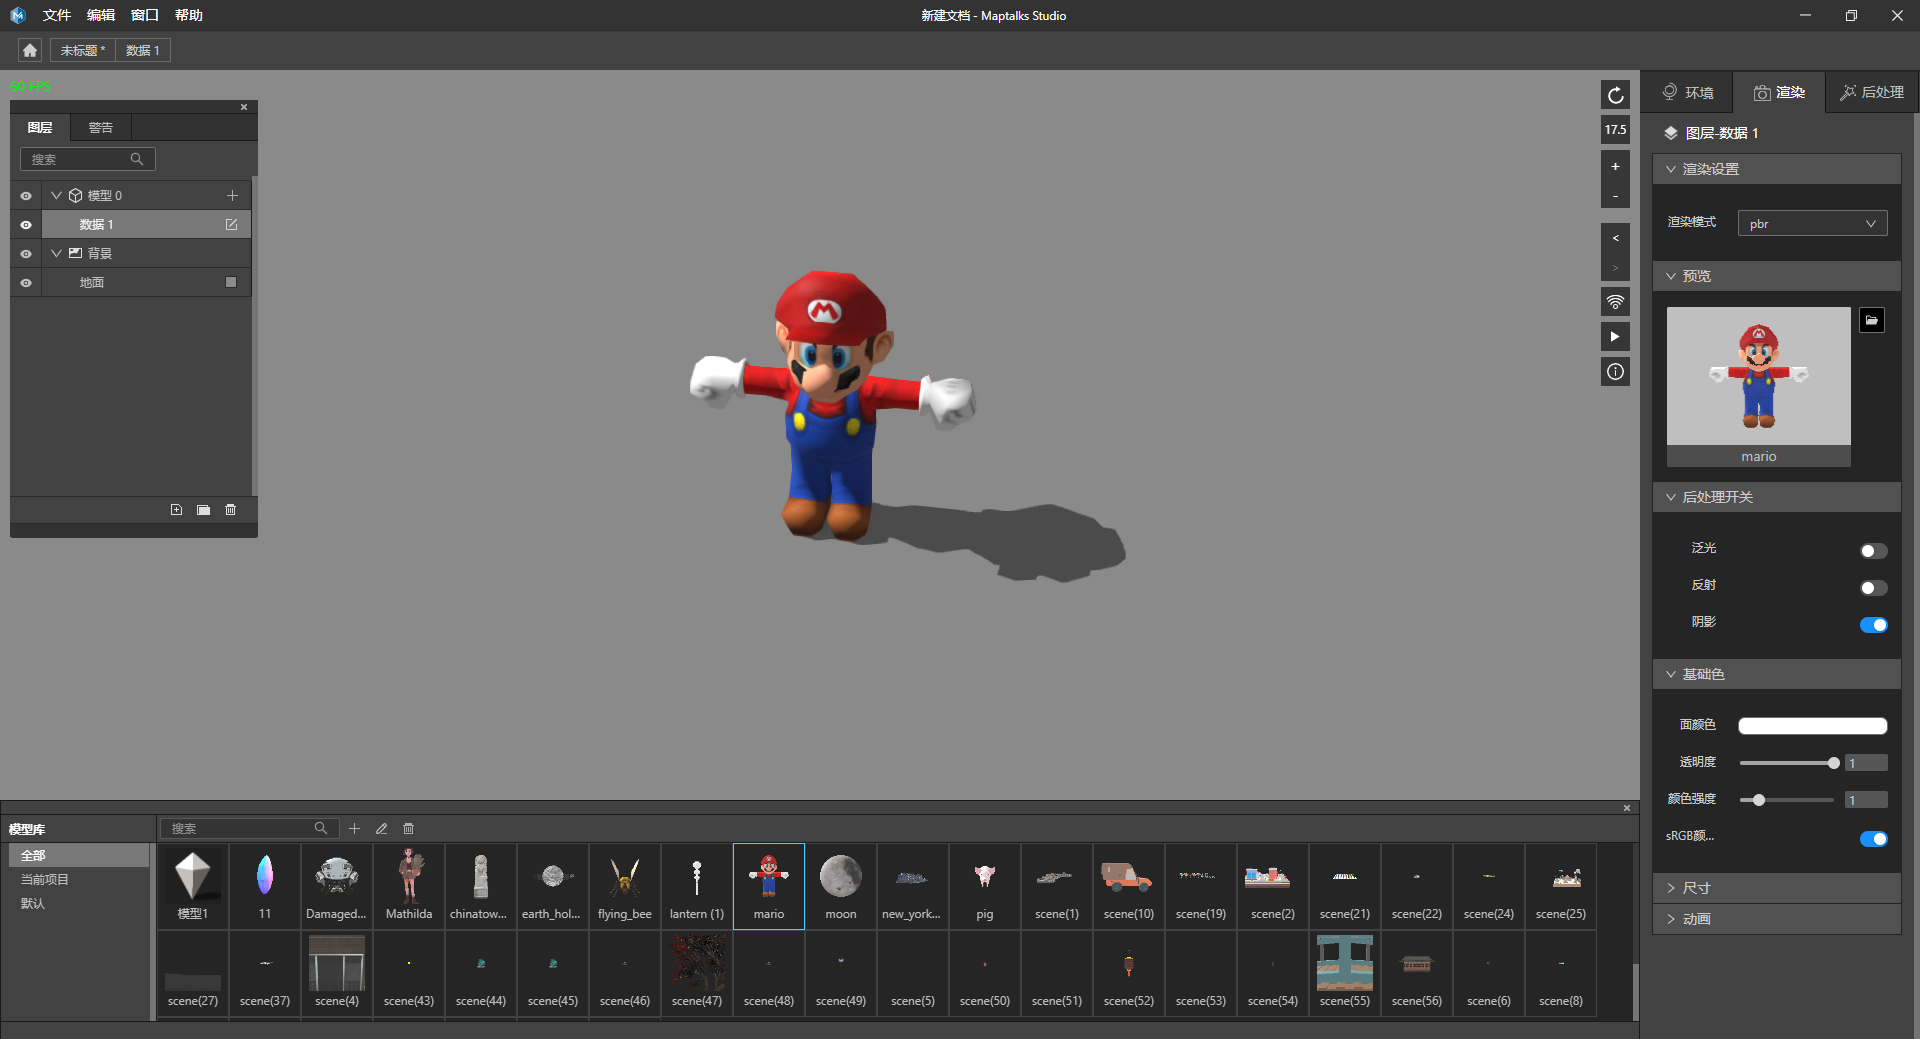 文件 编辑 窗口 帮助
新建文档 - Maptalks Studio
未标题 * 数据 1
60 FPS
图层 警告
搜索
模型 0
数据 1
背景
地面
17.5
+
-
<
>
环境 渲染 后处理
图层-数据 1
渲染设置
渲染模式 pbr
预览
mario
后处理开关
泛光
反射
阴影
基础色
面颜色
透明度 1
颜色强度 1
sRGB颜...
尺寸
动画
模型库 搜索
全部
当前项目
默认
模型1 11 Damaged... Mathilda chinatow... earth_hol... flying_bee lantern (1) mario moon new_york... pig scene(1) scene(10) scene(19) scene(2) scene(21) scene(22) scene(24) scene(25)
scene(27) scene(37) scene(4) scene(43) scene(44) scene(45) scene(46) scene(47) scene(48) scene(49) scene(5) scene(50) scene(51) scene(52) scene(53) scene(54) scene(55) scene(56) scene(6) scene(8)